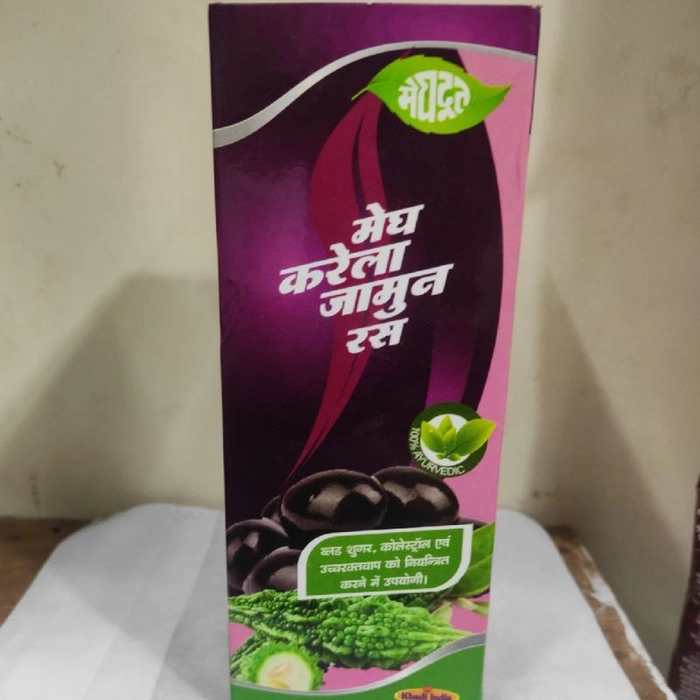 मेघदूत
मेघ
करेला
जामुन
रस
100% AYURVEDIC
ब्लड शुगर, कोलेस्ट्रॉल एवं
उच्चरक्तचाप को नियन्त्रित
करने में उपयोगी।
Khadi India